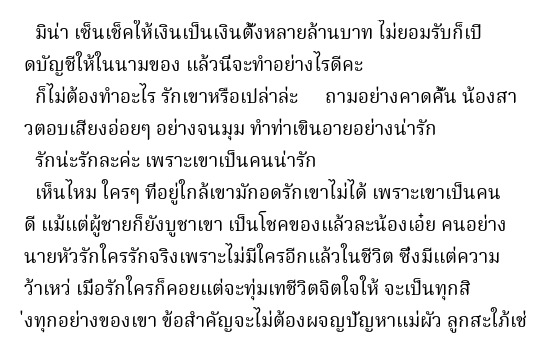 มิน่า เซ็นเช็คให้เงินเป็นเงินตั้งหลายล้านบาท ไม่ยอมรับก็เปิ
ดบัญชีให้ในนามของ แล้วนี่จะทำอย่างไรดีคะ
ก็ไม่ต้องทำอะไร รักเขาหรือเปล่าล่ะ ถามอย่างคาดคั้น น้องสา
วตอบเสียงอ่อยๆ อย่างจนมุม ทำท่าเขินอายอย่างน่ารัก
รักน่ะรักละค่ะ เพราะเขาเป็นคนน่ารัก
เห็นไหม ใครๆ ที่อยู่ใกล้เขามักอดรักเขาไม่ได้ เพราะเขาเป็นคน
ดี แม้แต่ผู้ชายก็ยังบูชาเขา เป็นโชคของแล้วละน้องเอ๋ย คนอย่าง
นายหัวรักใครรักจริงเพราะไม่มีใครอีกแล้วในชีวิต ซึ่งมีแต่ความ
ว้าเหว่ เมื่อรักใครก็คอยแต่จะทุ่มเทชีวิตจิตใจให้ จะเป็นทุกสิ
่งทุกอย่างของเขา ข้อสำคัญจะไม่ต้องผจญปัญหาแม่ผัว ลูกสะใภ้เช่